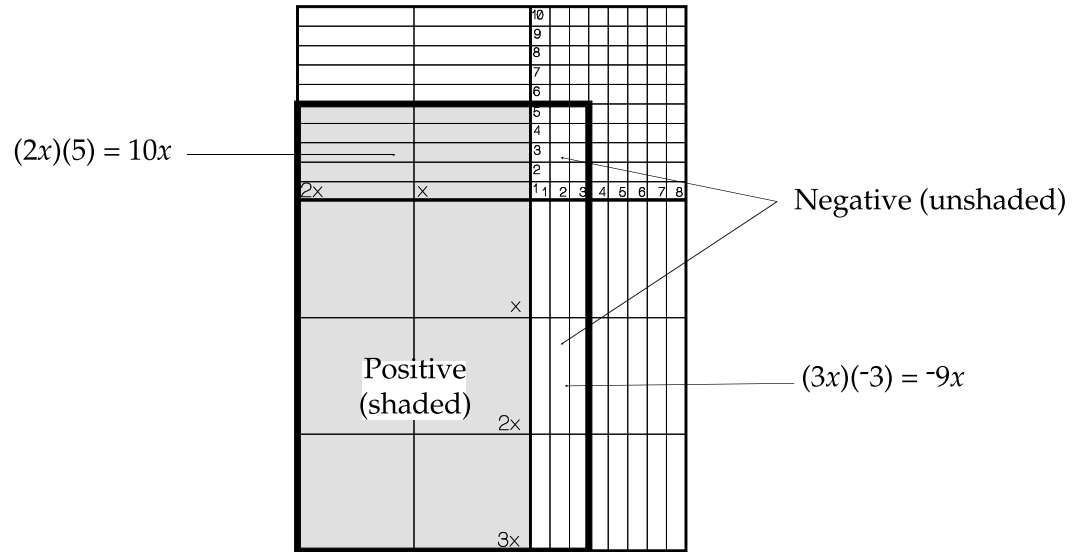 10
9
8
7
6
5
4
(2x)(5) = 10x
3
2
2x x 1 1 2 3 4 5 6 7 8
Negative (unshaded)
x
Positive
(shaded)
(3x)(-3) = -9x
2x
3x